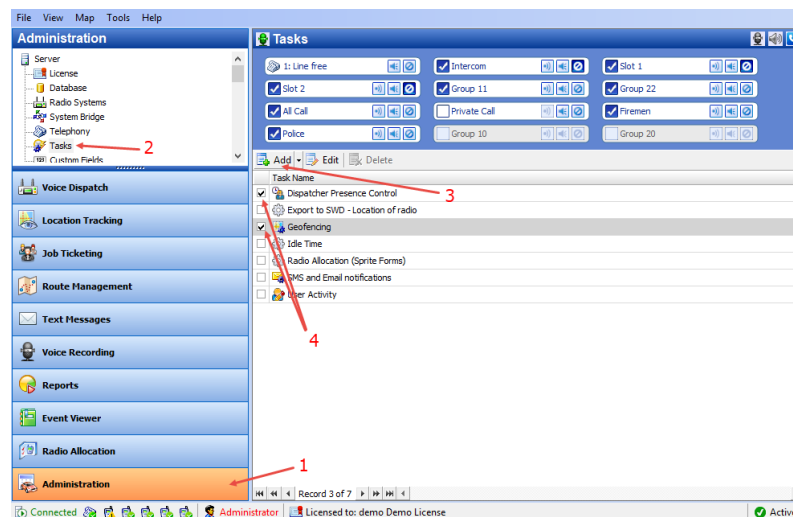 File View Map Tools Help
Administration
Tasks
Server
License
Database
Radio Systems
System Bridge
Telephony
Tasks
2
Custom Fields
1: Line free
Intercom
Slot 1
Slot 2
Group 11
Group 22
All Call
Private Call
Firemen
Police
Group 10
Group 20
Add Edit Delete
3
Task Name
Dispatcher Presence Control
Export to SWD - Location of radio
Geofencing
Idle Time
Radio Allocation (Sprite Forms)
SMS and Email notifications
User Activity
4
Voice Dispatch
Location Tracking
Job Ticketing
Route Management
Text Messages
Voice Recording
Reports
Event Viewer
Radio Allocation
Administration
1
Record 3 of 7
Connected Administrator Licensed to: demo Demo License